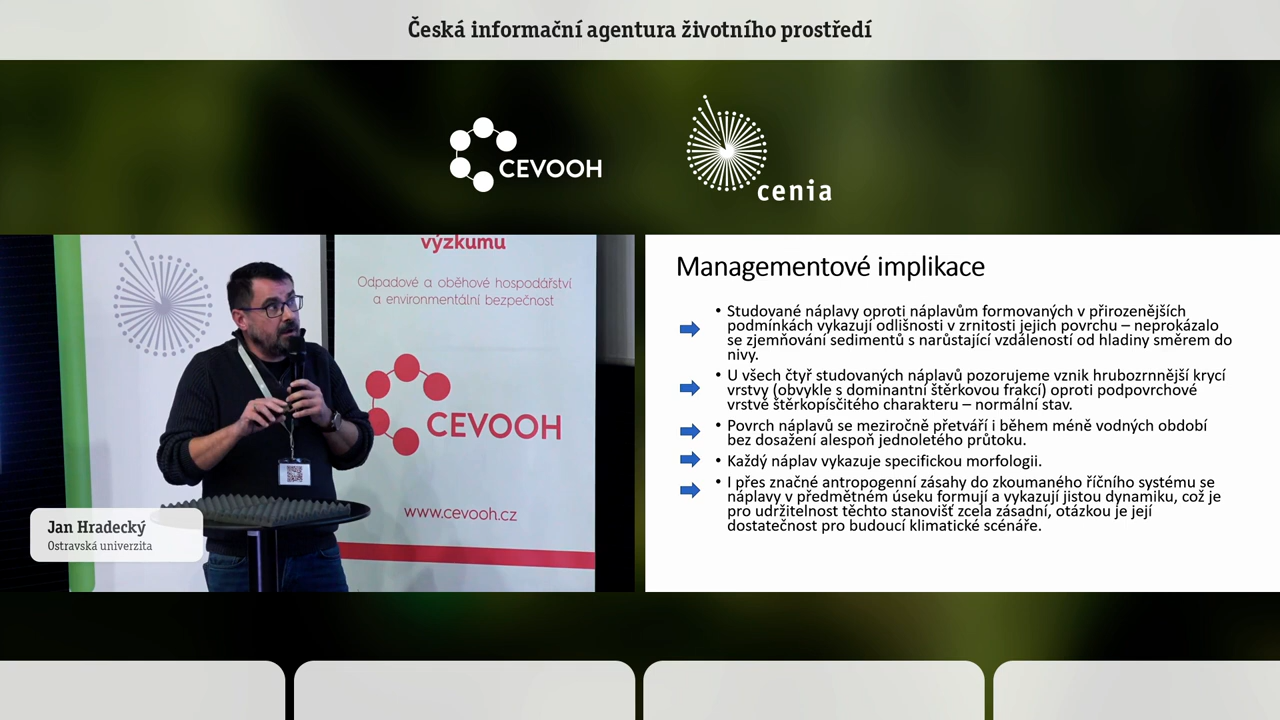 Česká informační agentura životního prostředí
CEVOOH
cenia
výzkumu
Odpadové a oběhové hospodářství
a environmentální bezpečnost
CEVOOH
www.cevooh.cz
Jan Hradecký
Ostravská univerzita
Managementové implikace
• Studované náplavy oproti náplavům formovaných v přirozenějších
podmínkách vykazují odlišnosti v zrnitosti jejich povrchu – neprokázalo
se zjemňování sedimentů s narůstající vzdáleností od hladiny směrem do
nivy.
• U všech čtyř studovaných náplavů pozorujeme vznik hrubozrnnější krycí
vrstvy (obvykle s dominantní štěrkovou frakcí) oproti podpovrchové
vrstvě štěrkopísčitého charakteru – normální stav.
• Povrch náplavů se meziročně přetváří i během méně vodných období
bez dosažení alespoň jednoletého průtoku.
• Každý náplav vykazuje specifickou morfologii.
• I přes značné antropogenní zásahy do zkoumaného říčního systému se
náplavy v předmětném úseku formují a vykazují jistou dynamiku, což je
pro udržitelnost těchto stanovišť zcela zásadní, otázkou je její
dostatečnost pro budoucí klimatické scénáře.